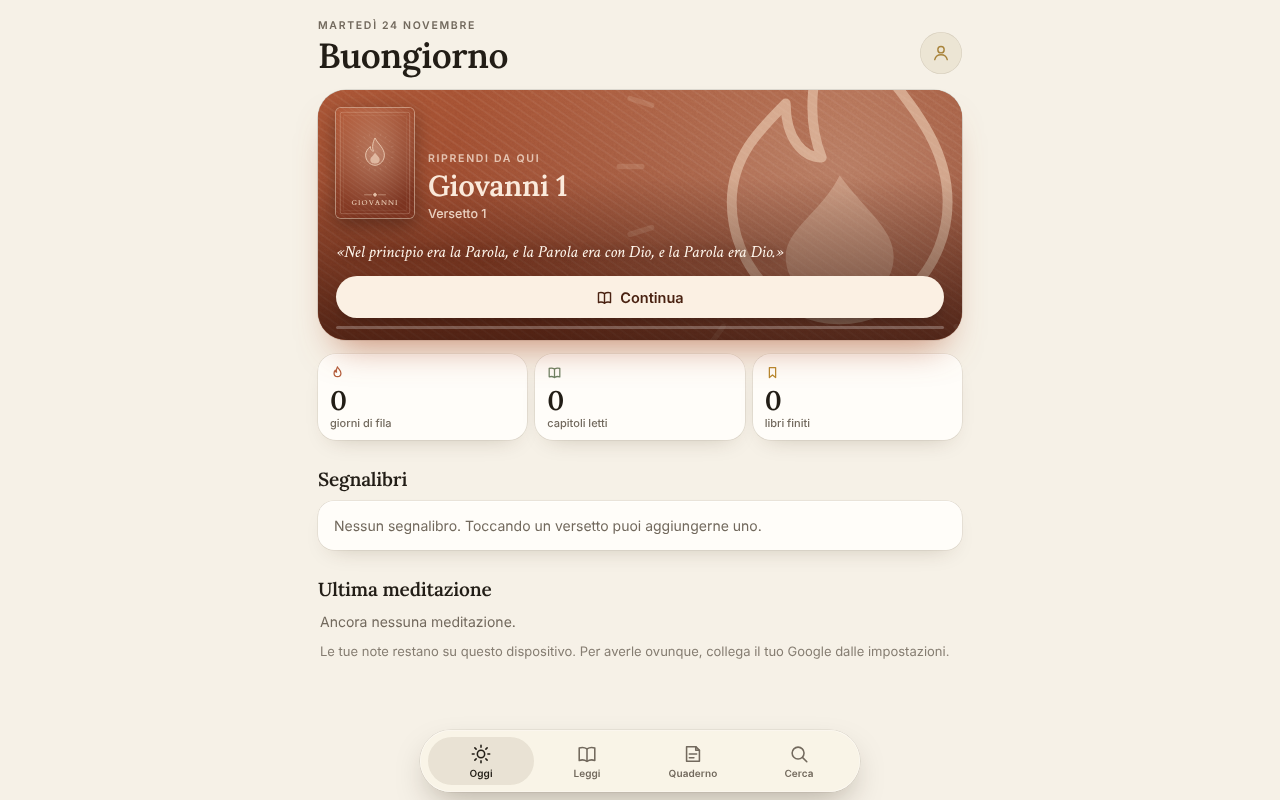 MARTEDÌ 24 NOVEMBRE
Buongiorno
GIOVANNI
RIPRENDI DA QUI
Giovanni 1
Versetto 1
«Nel principio era la Parola, e la Parola era con Dio, e la Parola era Dio.»
Continua
0
giorni di fila
0
capitoli letti
0
libri finiti
Segnalibri
Nessun segnalibro. Toccando un versetto puoi aggiungerne uno.
Ultima meditazione
Ancora nessuna meditazione.
Le tue note restano su questo dispositivo. Per averle ovunque, collega il tuo Google dalle impostazioni.
Oggi
Leggi
Quaderno
Cerca